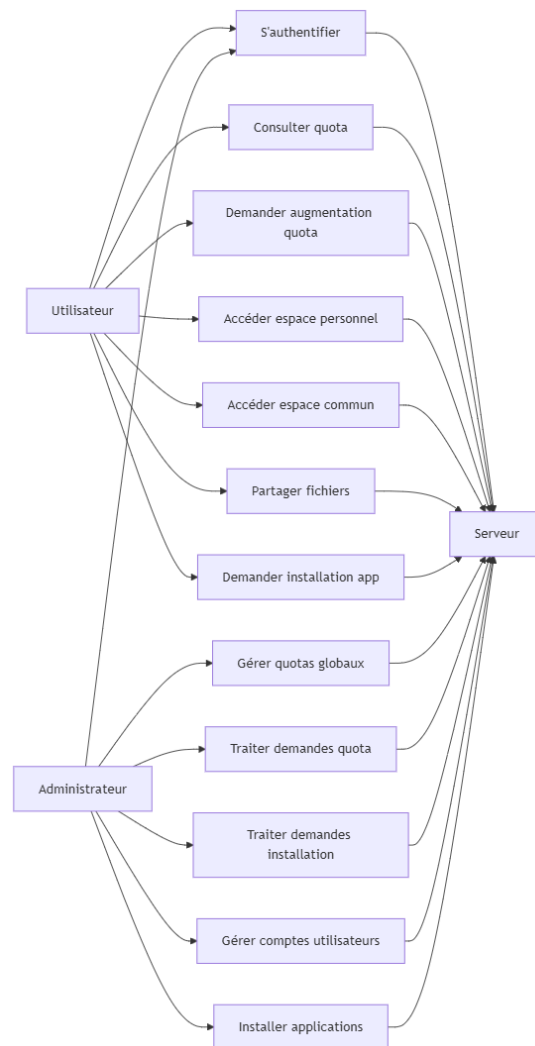 S'authentifier
Consulter quota
Demander augmentation
quota
Utilisateur
Accéder espace personnel
Accéder espace commun
Partager fichiers
Serveur
Demander installation app
Gérer quotas globaux
Traiter demandes quota
Administrateur
Traiter demandes
installation
Gérer comptes utilisateurs
Installer applications